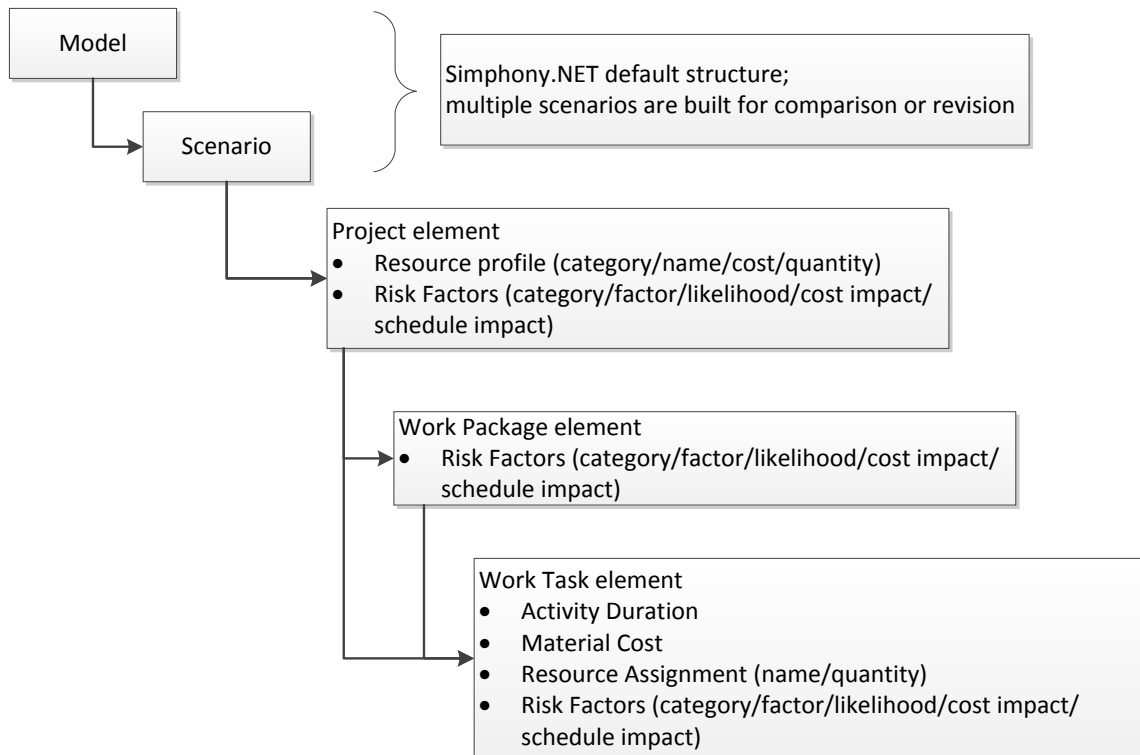 Model
Simphony.NET default structure;
multiple scenarios are built for comparison or revision
Scenario
Project element
• Resource profile (category/name/cost/quantity)
• Risk Factors (category/factor/likelihood/cost impact/
schedule impact)
Work Package element
• Risk Factors (category/factor/likelihood/cost impact/
schedule impact)
Work Task element
• Activity Duration
• Material Cost
• Resource Assignment (name/quantity)
• Risk Factors (category/factor/likelihood/cost impact/
schedule impact)